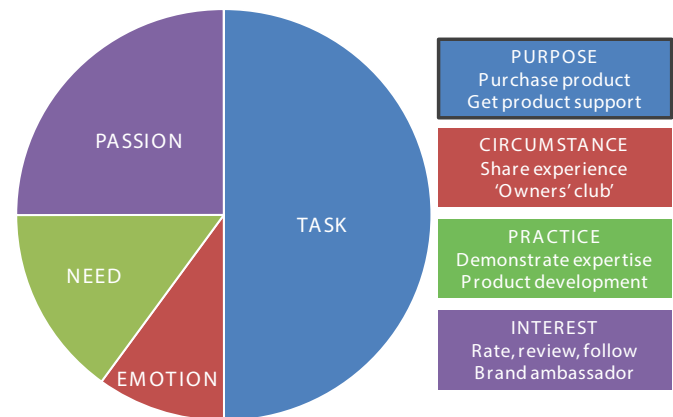 PASSION
TASK
NEED
EMOTION
PURPOSE
Purchase product
Get product support
CIRCUMSTANCE
Share experience
‘Owners’ club’
PRACTICE
Demonstrate expertise
Product development
INTEREST
Rate, review, follow
Brand ambassador